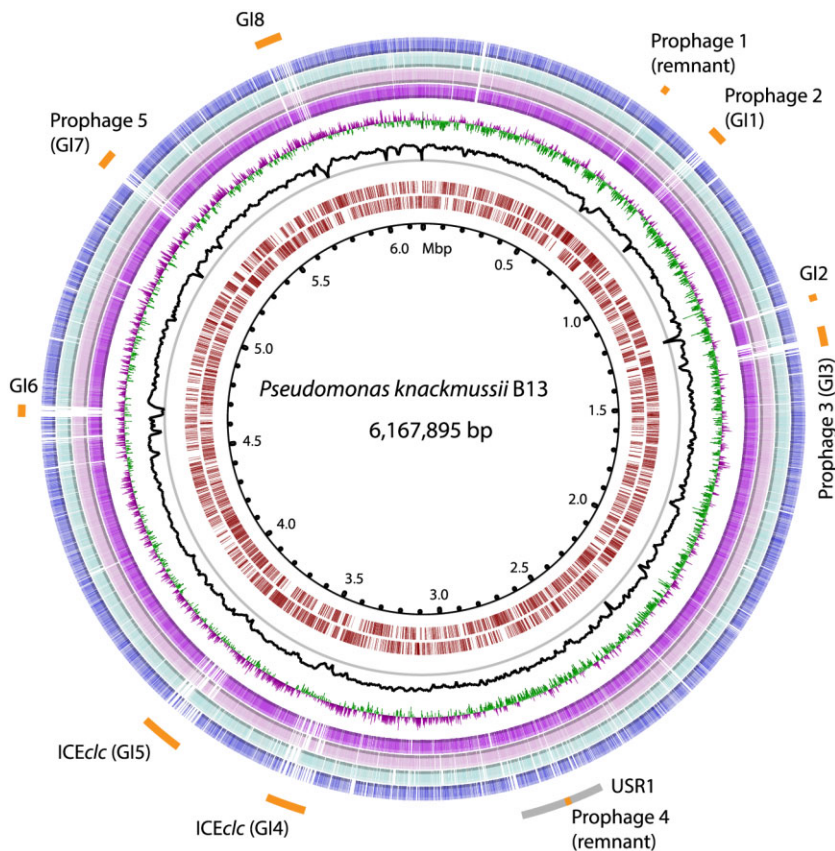 GI8
Prophage 1
(remnant)
Prophage 2
(GI1)
Prophage 5
(GI7)
GI2
Prophage 3 (GI3)
GI6
6.0 Mbp
0.5
1.0
1.5
2.0
2.5
3.0
3.5
4.0
4.5
5.0
5.5
Pseudomonas knackmussii B13
6,167,895 bp
ICEclc (GI5)
ICEclc (GI4)
USR1
Prophage 4
(remnant)